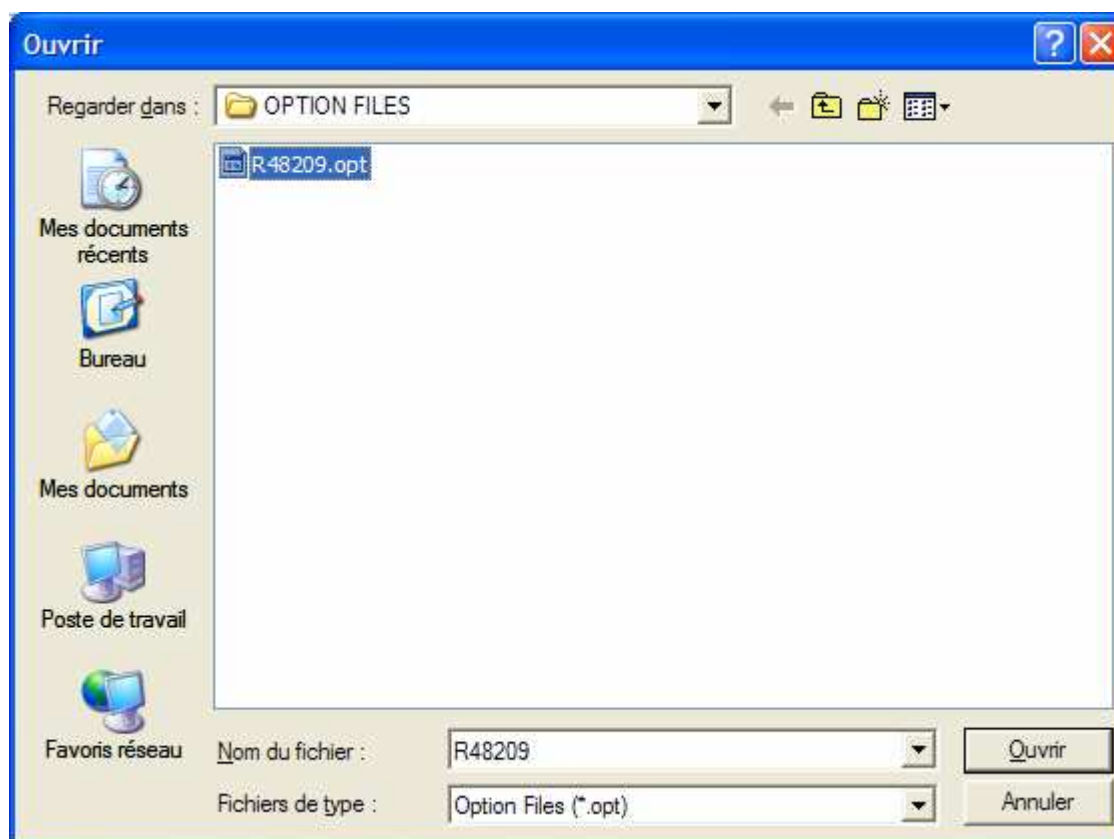 Ouvrir
Regarder dans :
OPTION FILES
R48209.opt
Mes documents
récents
Bureau
Mes documents
Poste de travail
Favoris réseau
Nom du fichier :
R48209
Ouvrir
Fichiers de type :
Option Files (*.opt)
Annuler